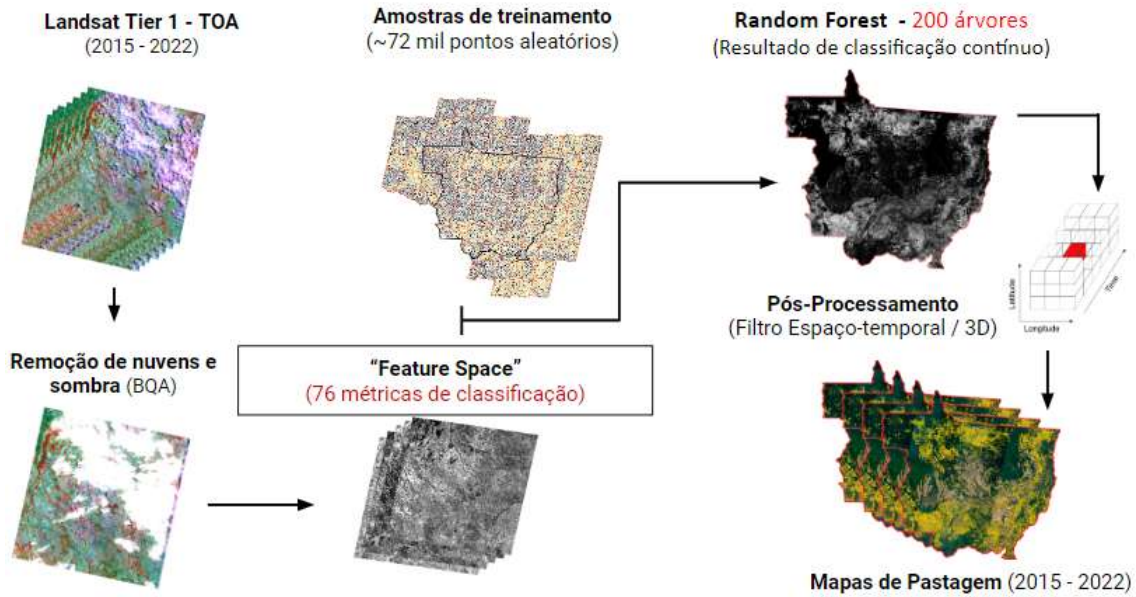 Landsat Tier 1 - TOA
(2015 - 2022)
Amostras de treinamento
(~72 mil pontos aleatórios)
Random Forest - 200 árvores
(Resultado de classificação contínuo)
Latitude
Longitude
Time
Pós-Processamento
(Filtro Espaço-temporal / 3D)
Remoção de nuvens e
sombra (BQA)
“Feature Space”
(76 métricas de classificação)
Mapas de Pastagem (2015 - 2022)